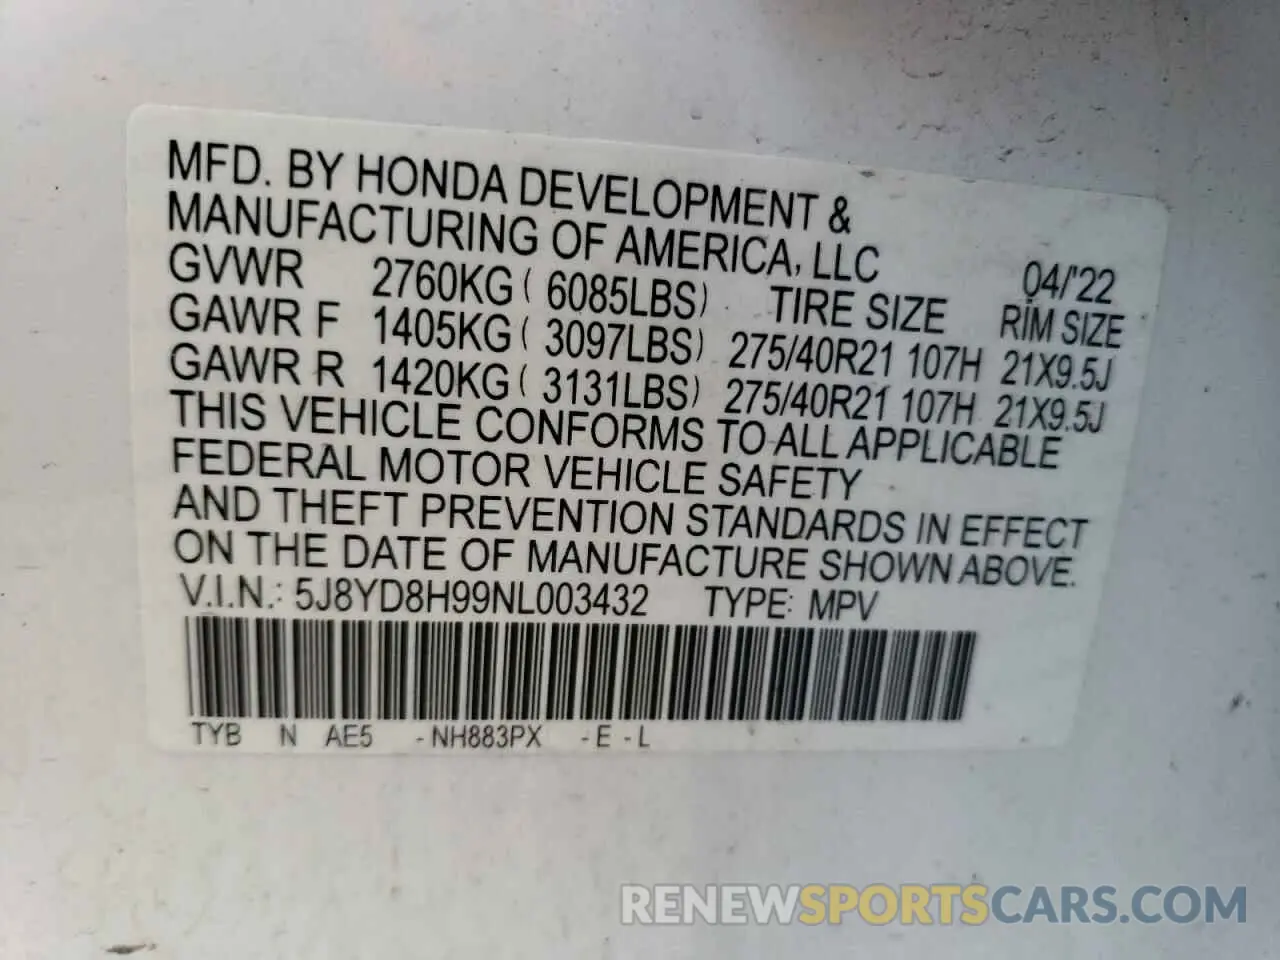 MFD. BY HONDA DEVELOPMENT &
MANUFACTURING OF AMERICA, LLC 04/'22
GVWR 2760KG ( 6085LBS) TIRE SIZE RIM SIZE
GAWR F 1405KG ( 3097LBS) 275/40R21 107H 21X9.5J
GAWR R 1420KG ( 3131LBS) 275/40R21 107H 21X9.5J
THIS VEHICLE CONFORMS TO ALL APPLICABLE
FEDERAL MOTOR VEHICLE SAFETY
AND THEFT PREVENTION STANDARDS IN EFFECT
ON THE DATE OF MANUFACTURE SHOWN ABOVE.
V.I.N.: 5J8YD8H99NL003432 TYPE: MPV
TYB N AE5 - NH883PX - E - L
RENEWSPORTSCARS.COM